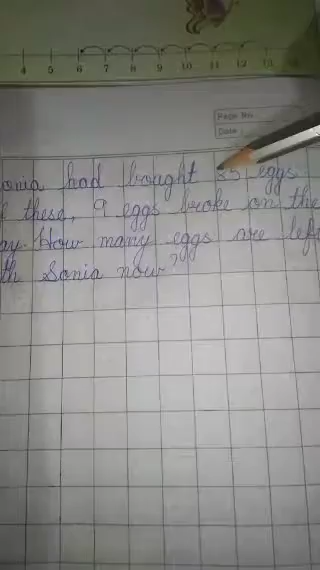 4 5 6 7 8 9 10 11 12 13
Page No
Date
onia had bought 35 eggs
f these, 9 eggs broke on the
ay. How many eggs are left
th Sonia now?